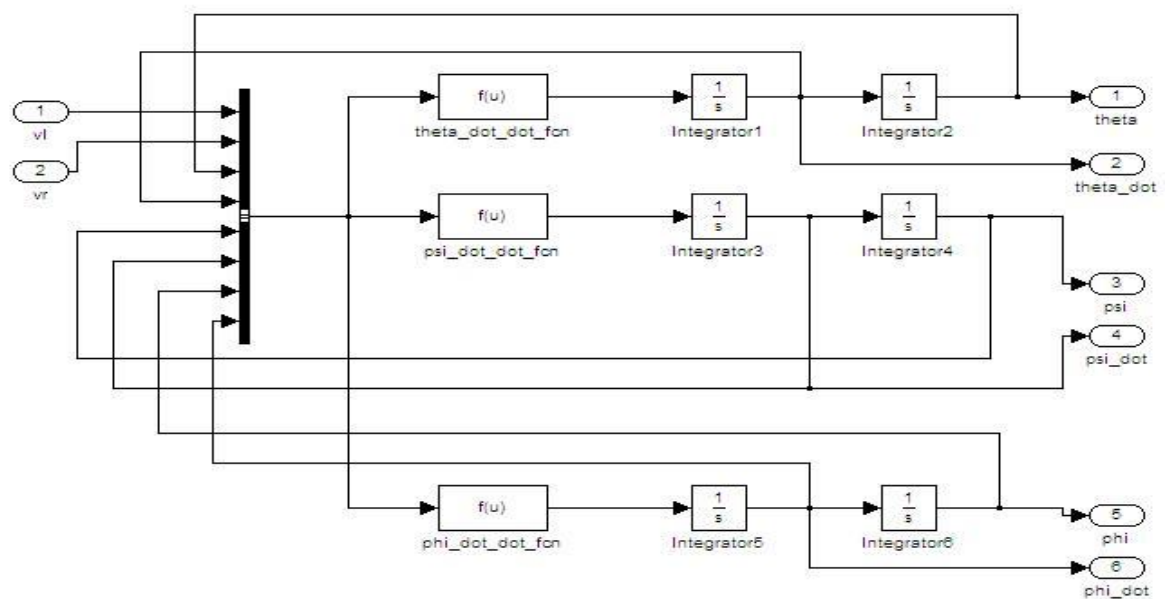 1
vl
2
vr
f(u)
theta_dot_dot_fcn
1
s
Integrator1
1
s
Integrator2
1
theta
2
theta_dot
f(u)
psi_dot_dot_fcn
1
s
Integrator3
1
s
Integrator4
3
psi
4
psi_dot
f(u)
phi_dot_dot_fcn
1
s
Integrator5
1
s
Integrator6
5
phi
6
phi_dot